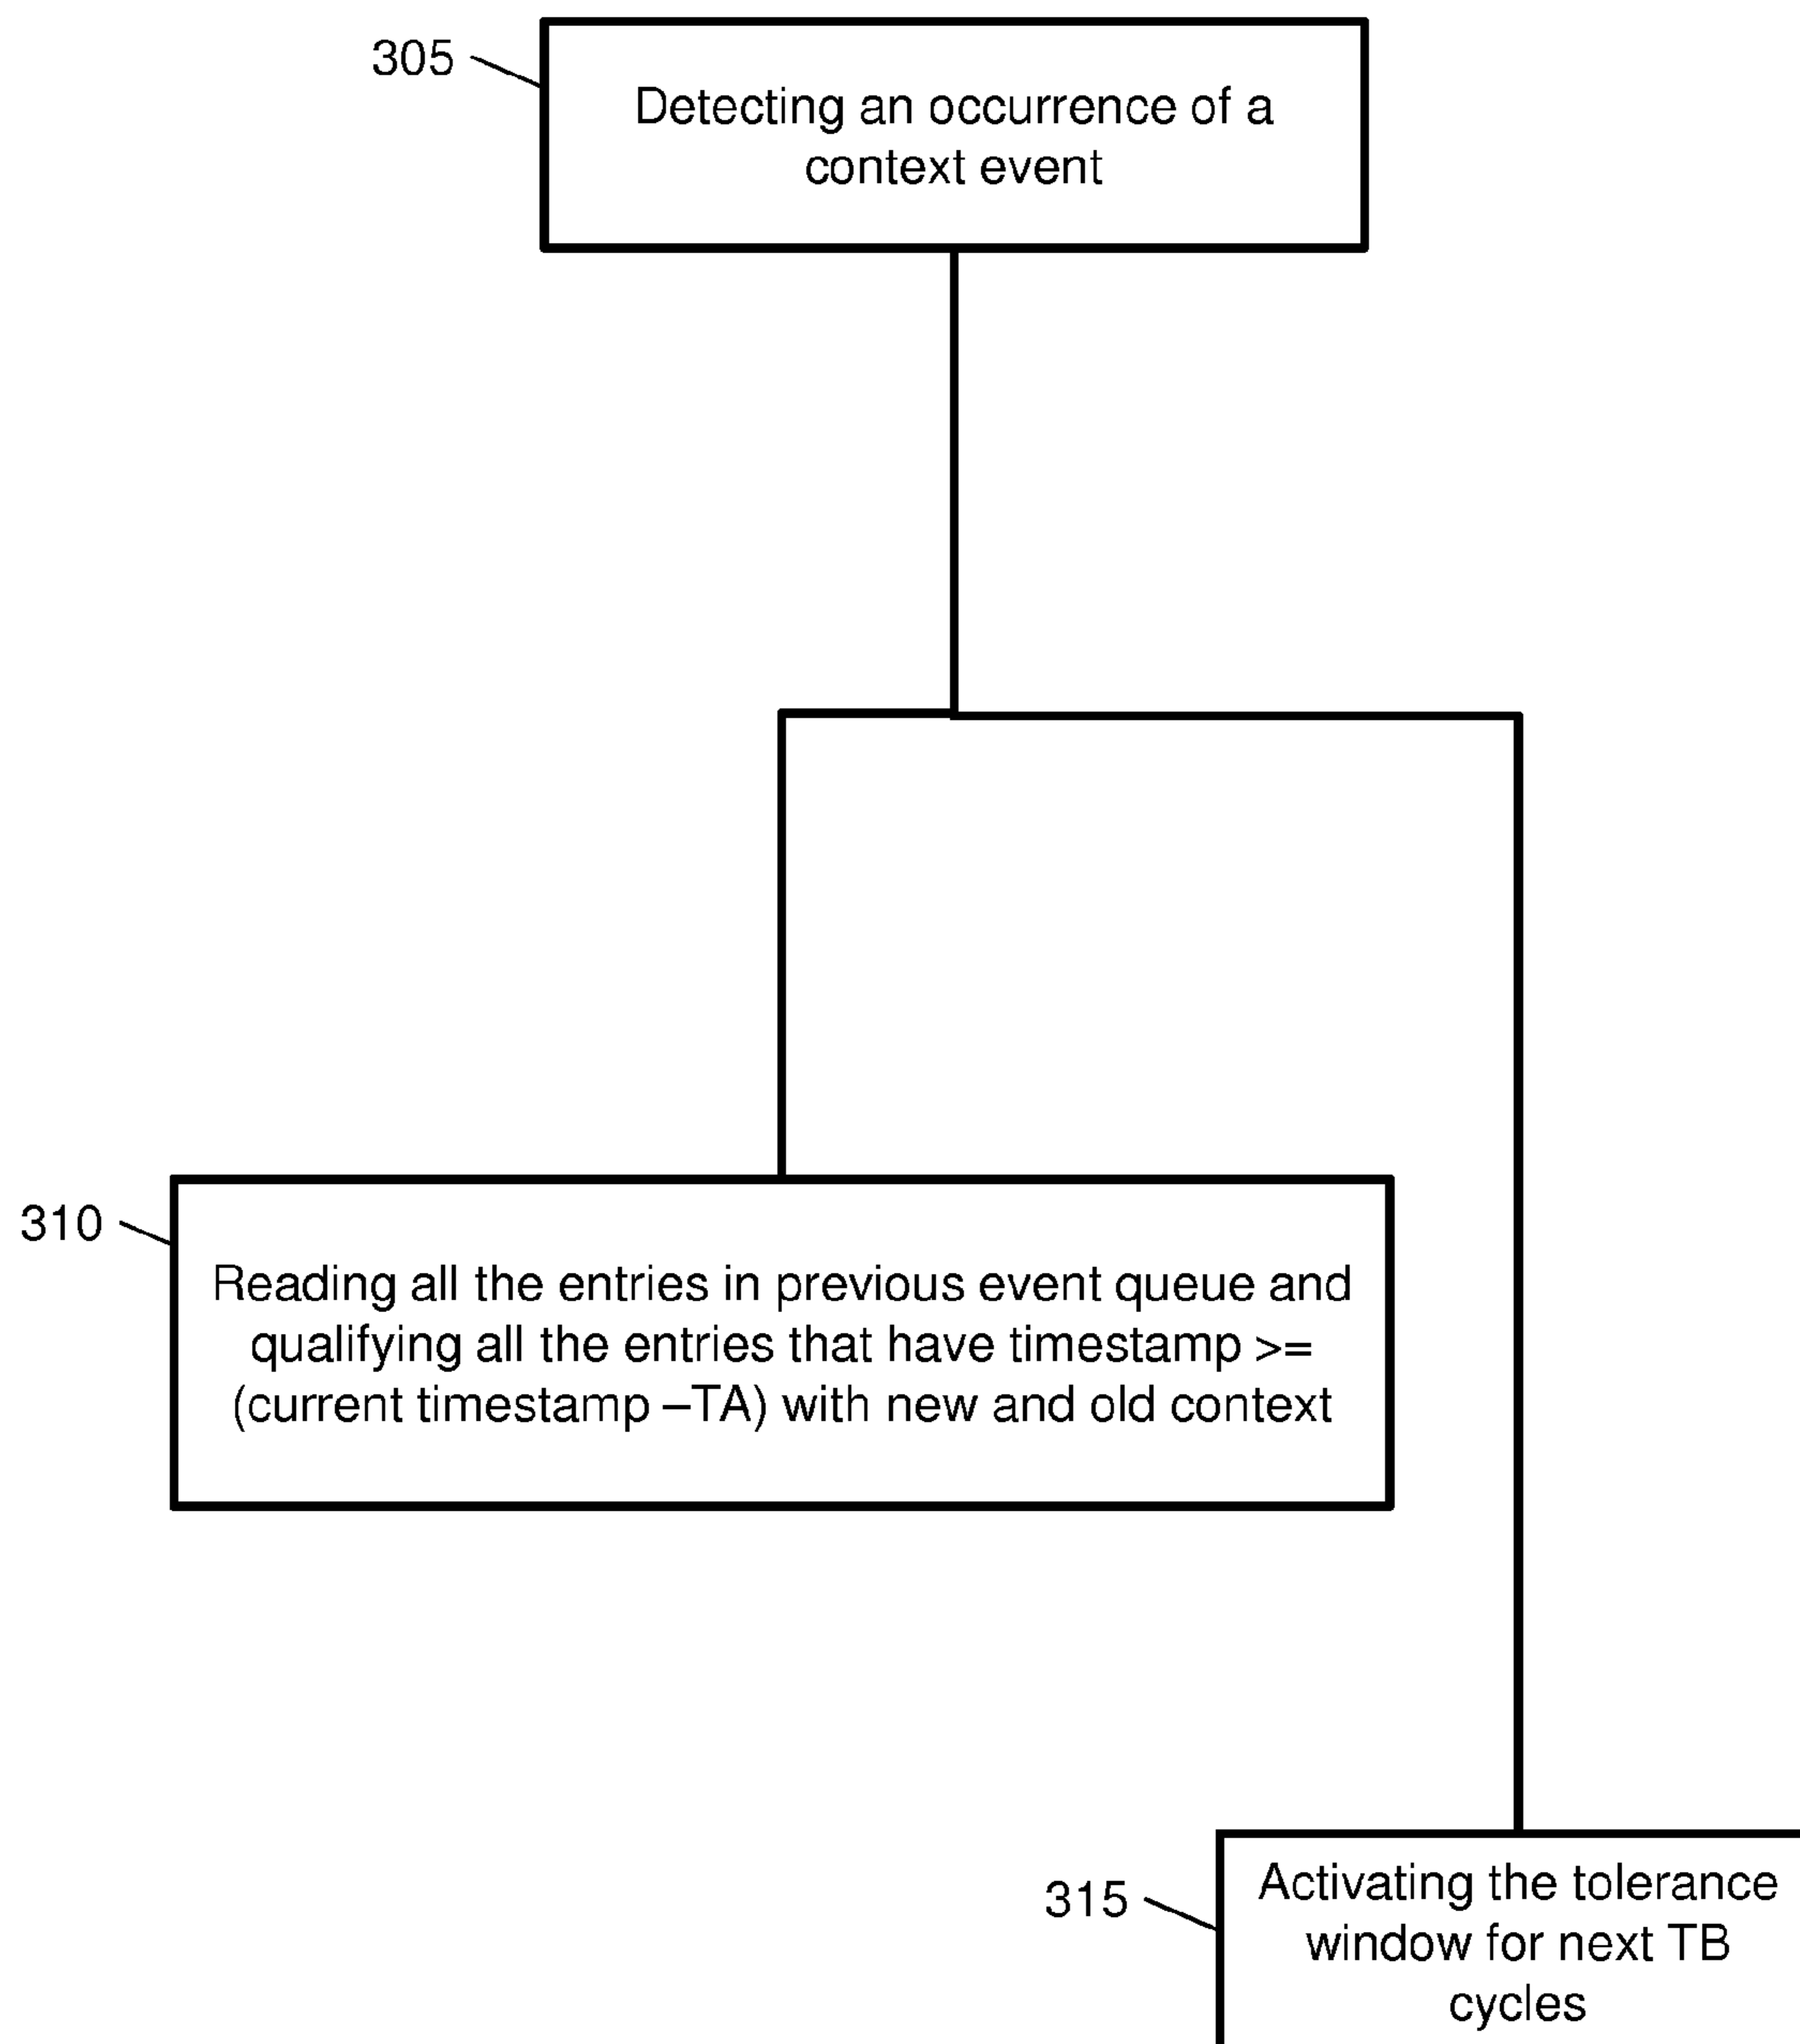 305
Detecting an occurrence of a
context event
310
Reading all the entries in previous event queue and
qualifying all the entries that have timestamp >=
(current timestamp –TA) with new and old context
315
Activating the tolerance
window for next TB
cycles